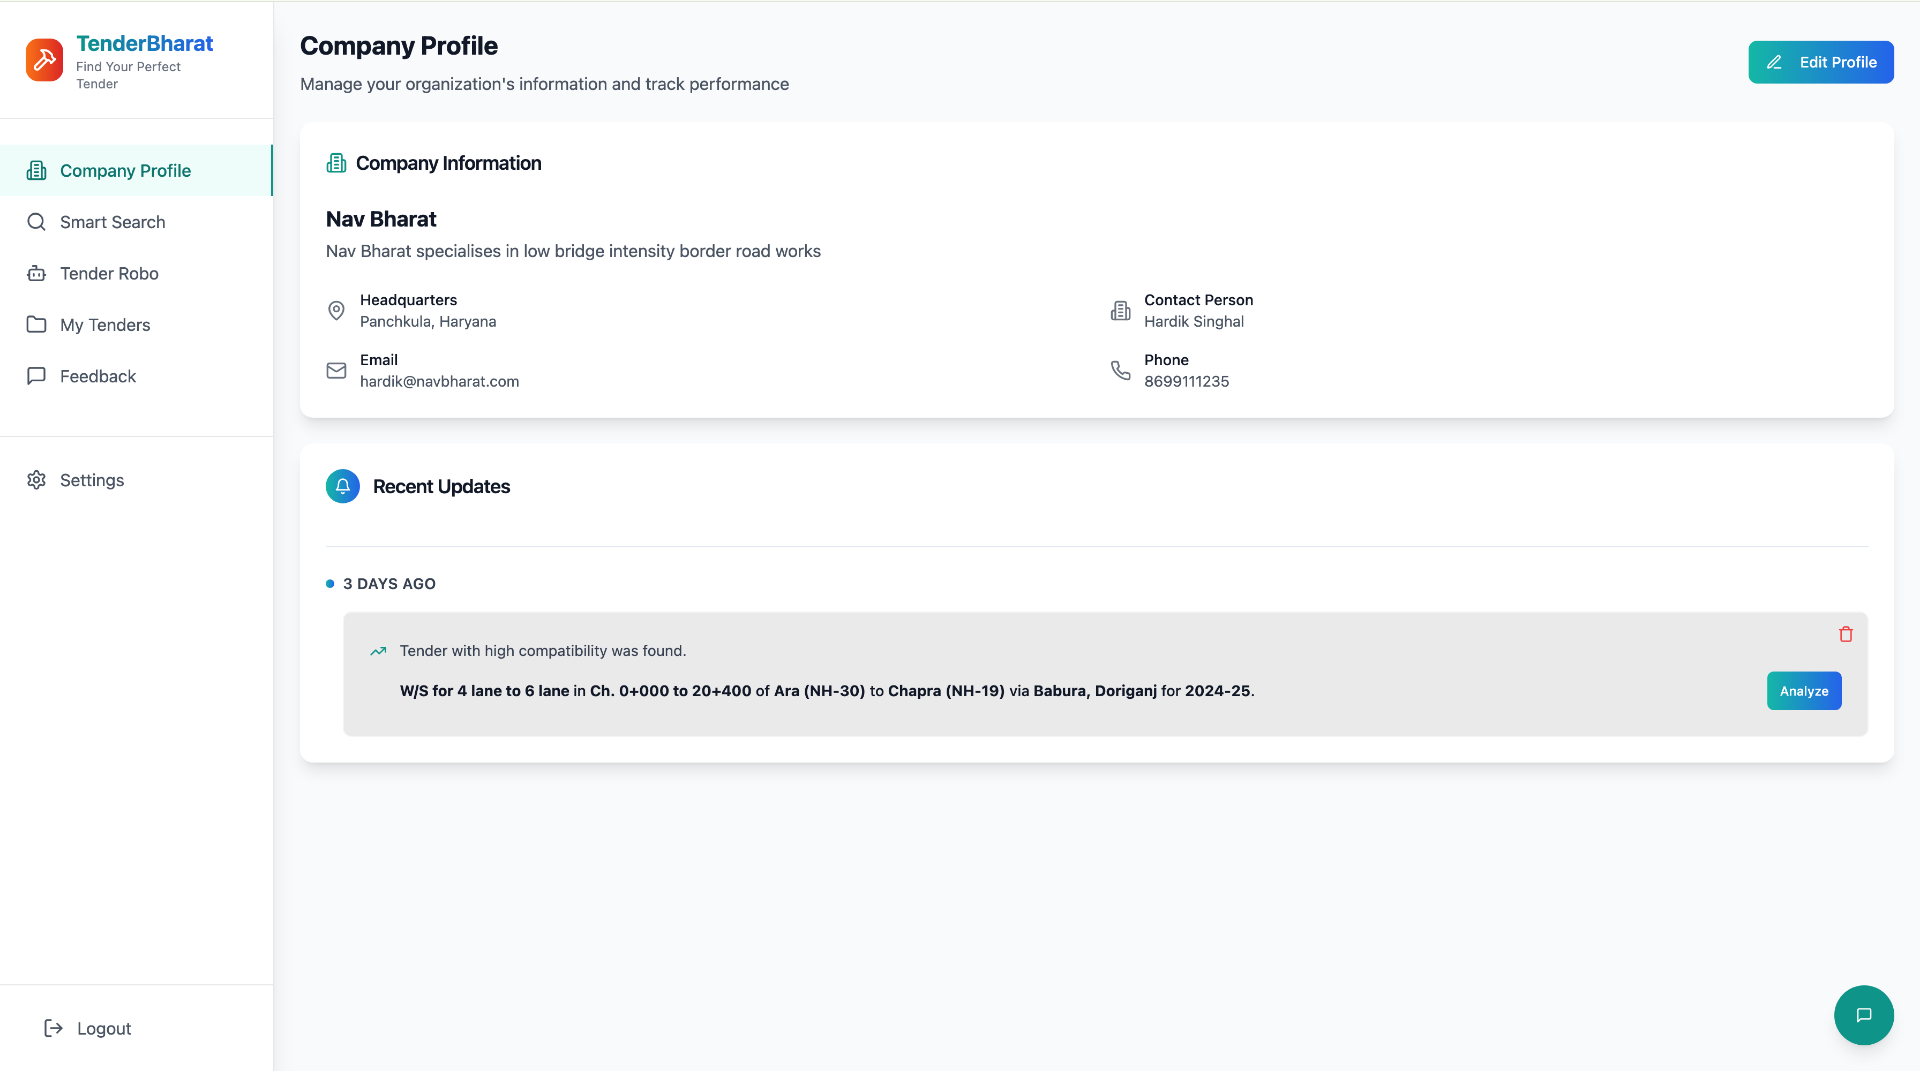 TenderBharat
Find Your Perfect
Tender
Company Profile
Smart Search
Tender Robo
My Tenders
Feedback
Settings
Logout
Company Profile
Manage your organization's information and track performance
Edit Profile
Company Information
Nav Bharat
Nav Bharat specialises in low bridge intensity border road works
Headquarters
Panchkula, Haryana
Contact Person
Hardik Singhal
Email
hardik@navbharat.com
Phone
8699111235
Recent Updates
3 DAYS AGO
Tender with high compatibility was found.
W/S for 4 lane to 6 lane in Ch. 0+000 to 20+400 of Ara (NH-30) to Chapra (NH-19) via Babura, Doriganj for 2024-25.
Analyze